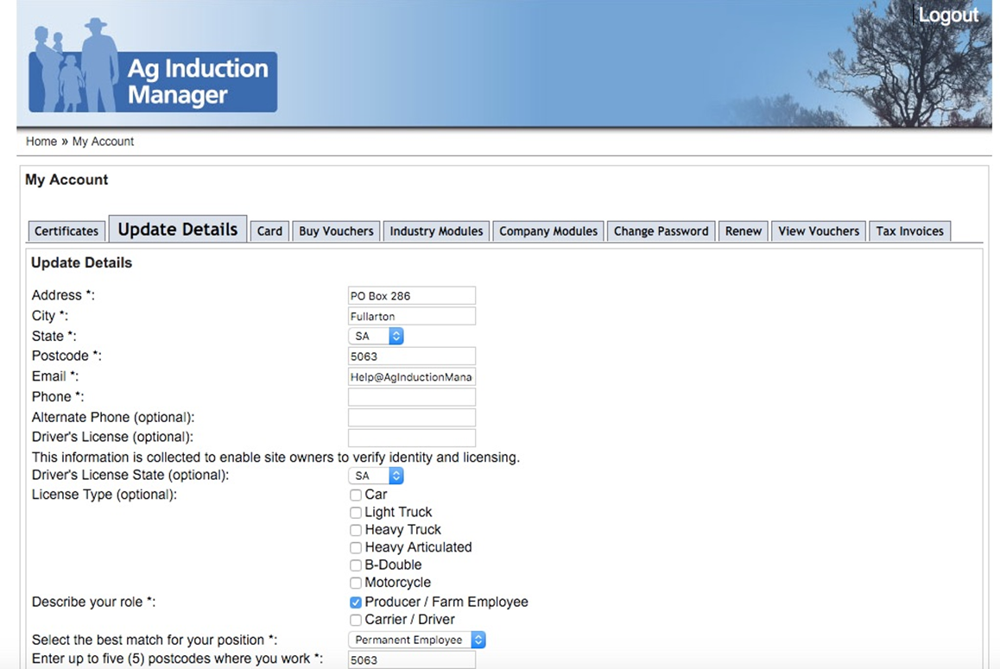 Logout
Ag Induction
Manager
Home » My Account
My Account
Certificates Update Details Card Buy Vouchers Industry Modules Company Modules Change Password Renew View Vouchers Tax Invoices
Update Details
Address *: PO Box 286
City *: Fullarton
State *: SA
Postcode *: 5063
Email *: Help@AgInductionMana
Phone *:
Alternate Phone (optional):
Driver's License (optional):
This information is collected to enable site owners to verify identity and licensing.
Driver's License State (optional): SA
License Type (optional): Car
Light Truck
Heavy Truck
Heavy Articulated
B-Double
Motorcycle
Describe your role *: Producer / Farm Employee
Carrier / Driver
Select the best match for your position *: Permanent Employee
Enter up to five (5) postcodes where you work *: 5063